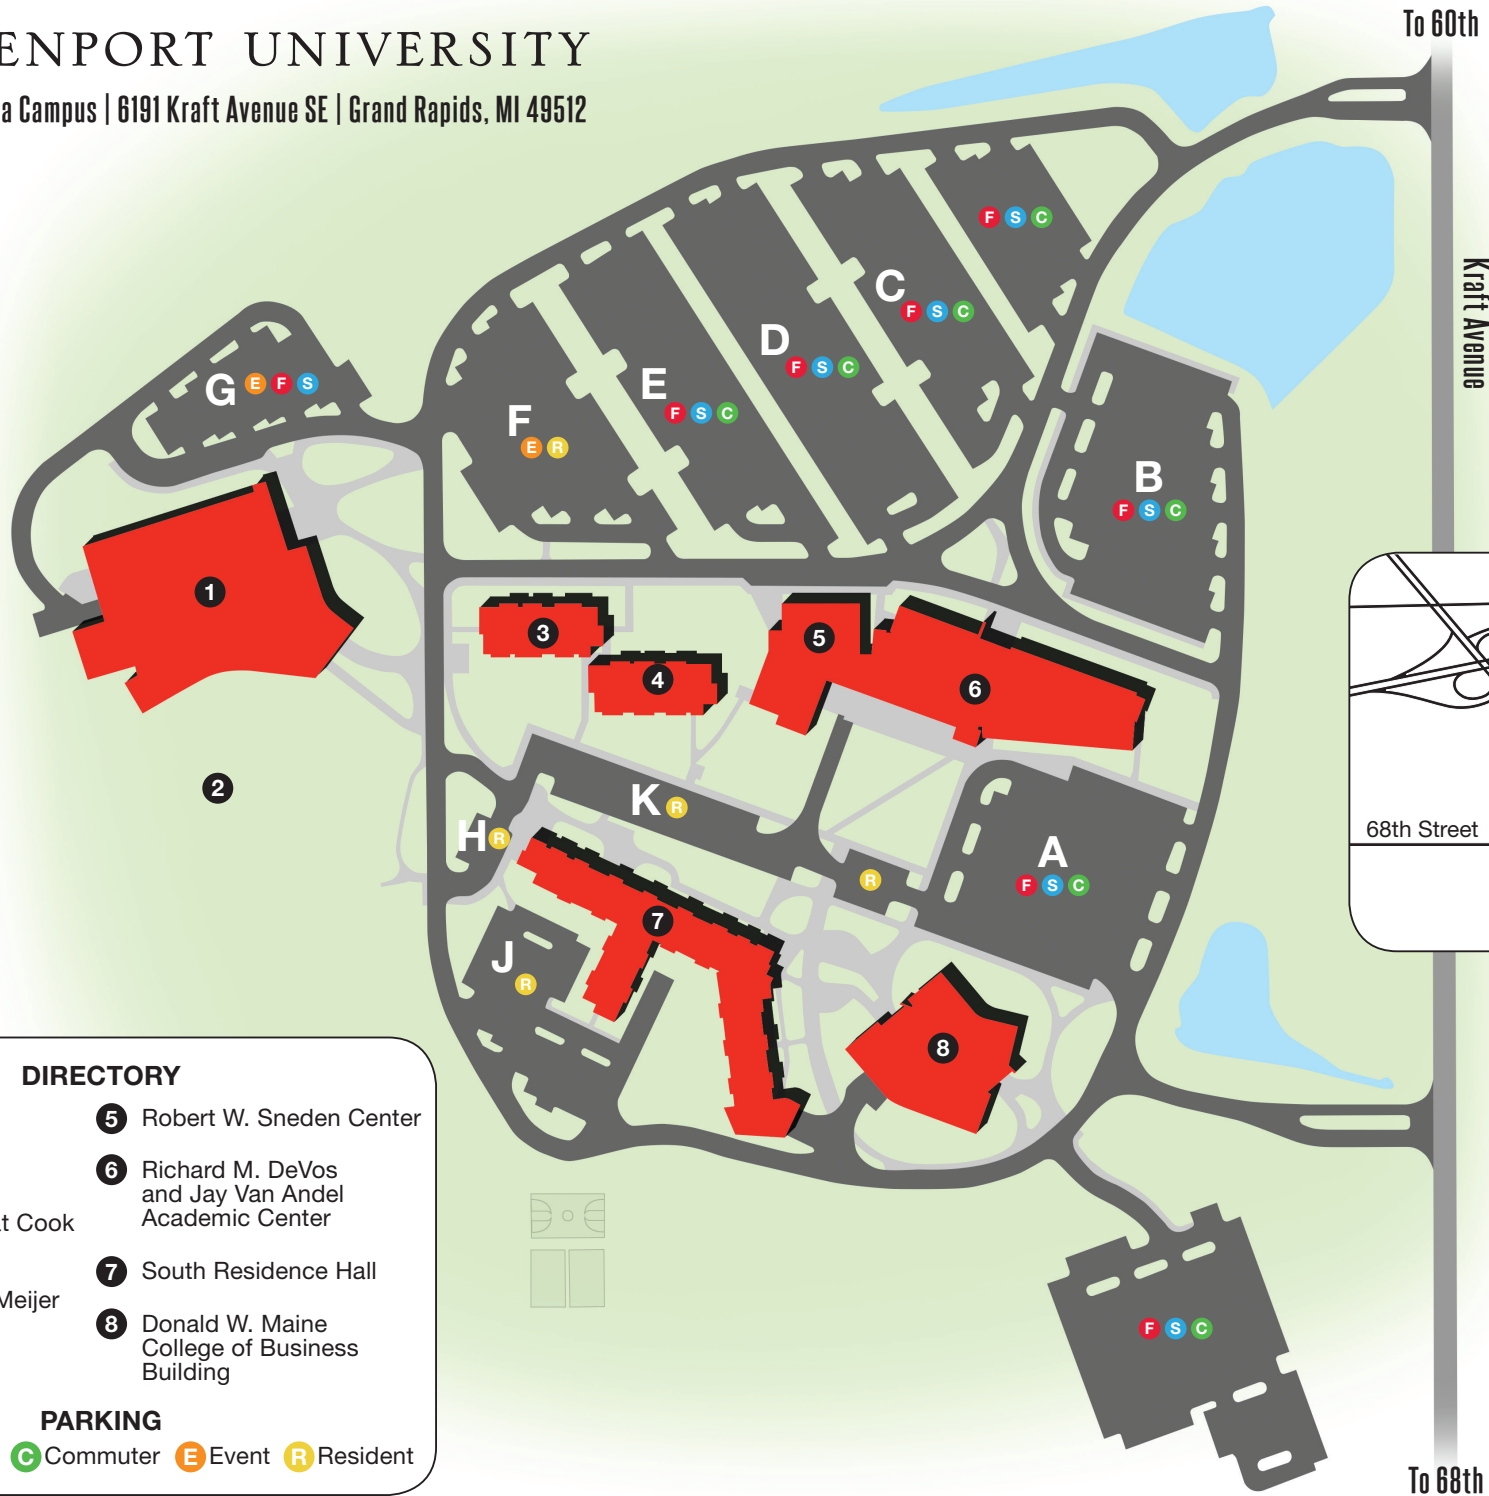 ENPORT UNIVERSITY
a Campus | 6191 Kraft Avenue SE | Grand Rapids, MI 49512
To 60th
Kraft Avenue
F S C
C
F S C
D
F S C
E
F S C
F
E R
G E F S
B
F S C
1
2
3
4
5
6
68th Street
K R
H R
R
A
F S C
7
J
R
8
DIRECTORY
5 Robert W. Sneden Center
6 Richard M. DeVos
and Jay Van Andel
Academic Center
t Cook
7 South Residence Hall
Meijer
8 Donald W. Maine
College of Business
Building
PARKING
C Commuter E Event R Resident
F S C
To 68th